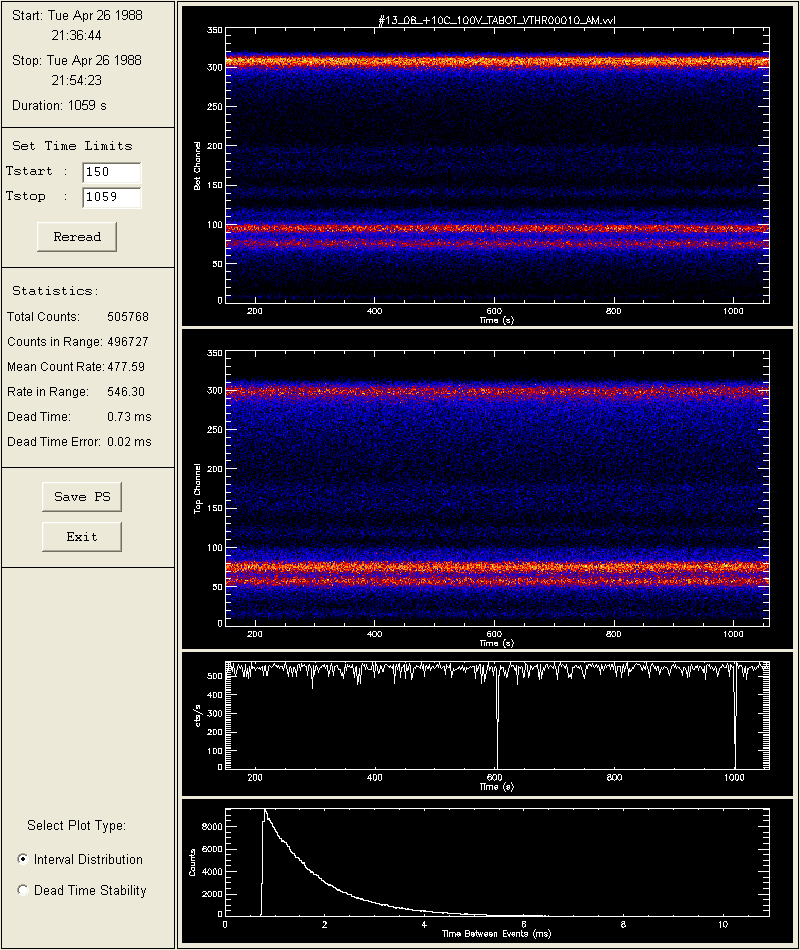 Start: Tue Apr 26 1988
21:36:44
Stop: Tue Apr 26 1988
21:54:23
Duration: 1059 s
Set Time Limits
Tstart : 150
Tstop : 1059
Reread
Statistics:
Total Counts: 505768
Counts in Range: 496727
Mean Count Rate: 477.59
Rate in Range: 546.30
Dead Time: 0.73 ms
Dead Time Error: 0.02 ms
Save PS
Exit
Select Plot Type:
Interval Distribution
Dead Time Stability
#13_06_+10C_100V_TABOT_VTHR00010_AM.vvl
350
300
250
200
150
100
50
0
Bot Channel
200 400 600 800 1000
Time (s)
350
300
250
200
150
100
50
0
Top Channel
200 400 600 800 1000
Time (s)
500
400
300
200
100
0
cts/s
200 400 600 800 1000
Time (s)
8000
6000
4000
2000
0
Counts
0 2 4 6 8 10
Time Between Events (ms)